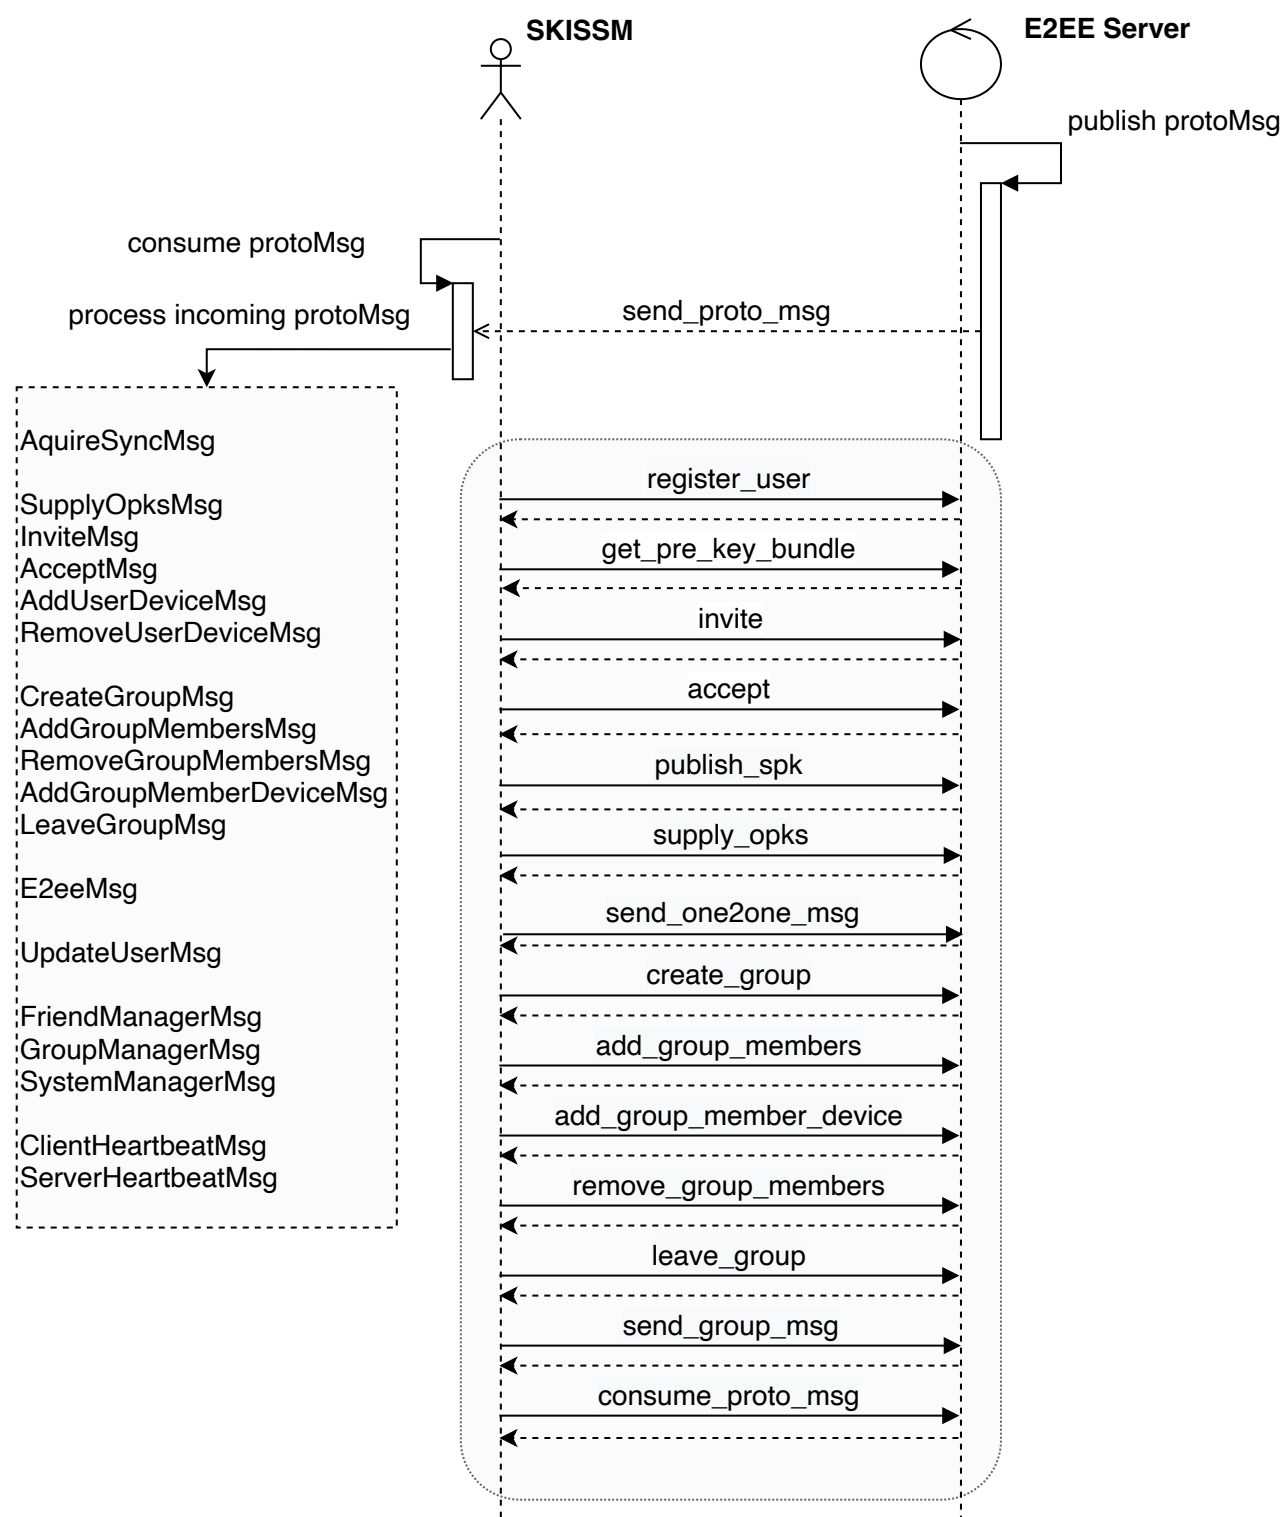 SKISSM
E2EE Server
publish protoMsg
consume protoMsg
process incoming protoMsg
send_proto_msg
AquireSyncMsg
SupplyOpksMsg
InviteMsg
AcceptMsg
AddUserDeviceMsg
RemoveUserDeviceMsg
CreateGroupMsg
AddGroupMembersMsg
RemoveGroupMembersMsg
AddGroupMemberDeviceMsg
LeaveGroupMsg
E2eeMsg
UpdateUserMsg
FriendManagerMsg
GroupManagerMsg
SystemManagerMsg
ClientHeartbeatMsg
ServerHeartbeatMsg
register_user
get_pre_key_bundle
invite
accept
publish_spk
supply_opks
send_one2one_msg
create_group
add_group_members
add_group_member_device
remove_group_members
leave_group
send_group_msg
consume_proto_msg